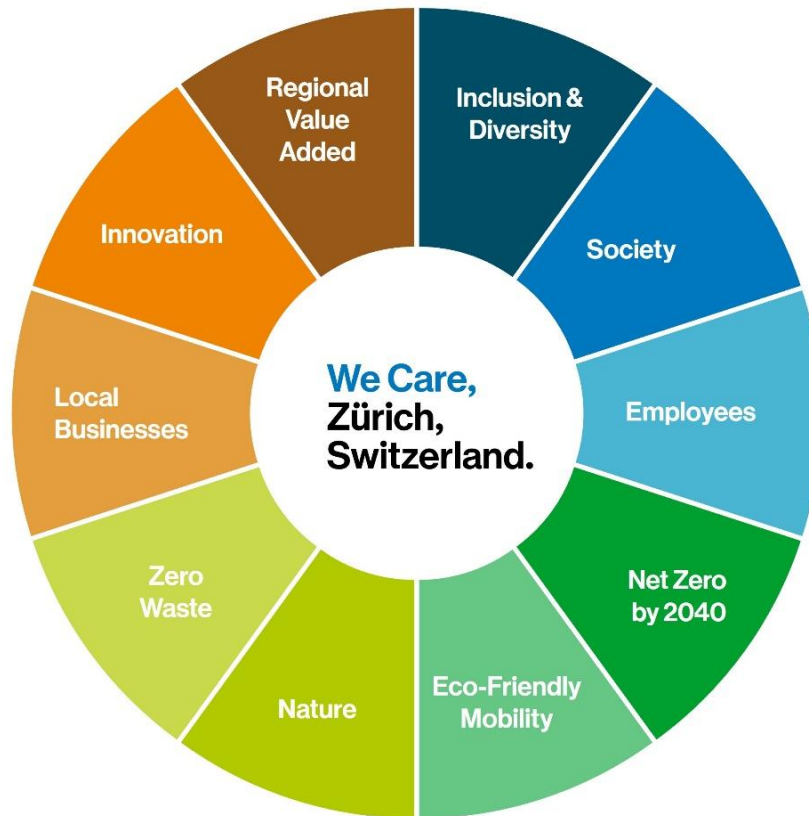 Regional
Value
Added
Inclusion &
Diversity
Innovation
Society
We Care,
Zürich,
Switzerland.
Local
Businesses
Employees
Zero
Waste
Net Zero
by 2040
Nature
Eco-Friendly
Mobility